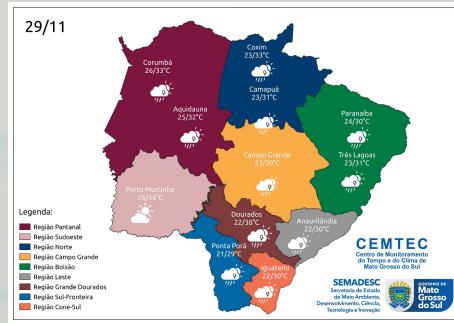 29/11
Corumbá
26/33°C
Coxim
23/33°C
Camapuã
23/31°C
Aquidauna
25/32°C
Paranaíba
24/30°C
Campo Grande
23/30°C
Três Lagoas
23/31°C
Porto Murtinho
26/36°C
Dourados
22/30°C
Anaurilândia
22/30°C
Ponta Porã
21/29°C
Iguatemi
22/30°C
Legenda:
Região Pantanal
Região Sudoeste
Região Norte
Região Campo Grande
Região Bolsão
Região Leste
Região Grande Dourados
Região Sul-Fronteira
Região Cone-Sul
CEMTEC
Centro de Monitoramento
do Tempo e do Clima de
Mato Grosso do Sul
SEMADESC
Secretaria de Estado
de Meio Ambiente,
Desenvolvimento, Ciência,
Tecnologia e Inovação
GOVERNO DE
Mato
Grosso
do Sul